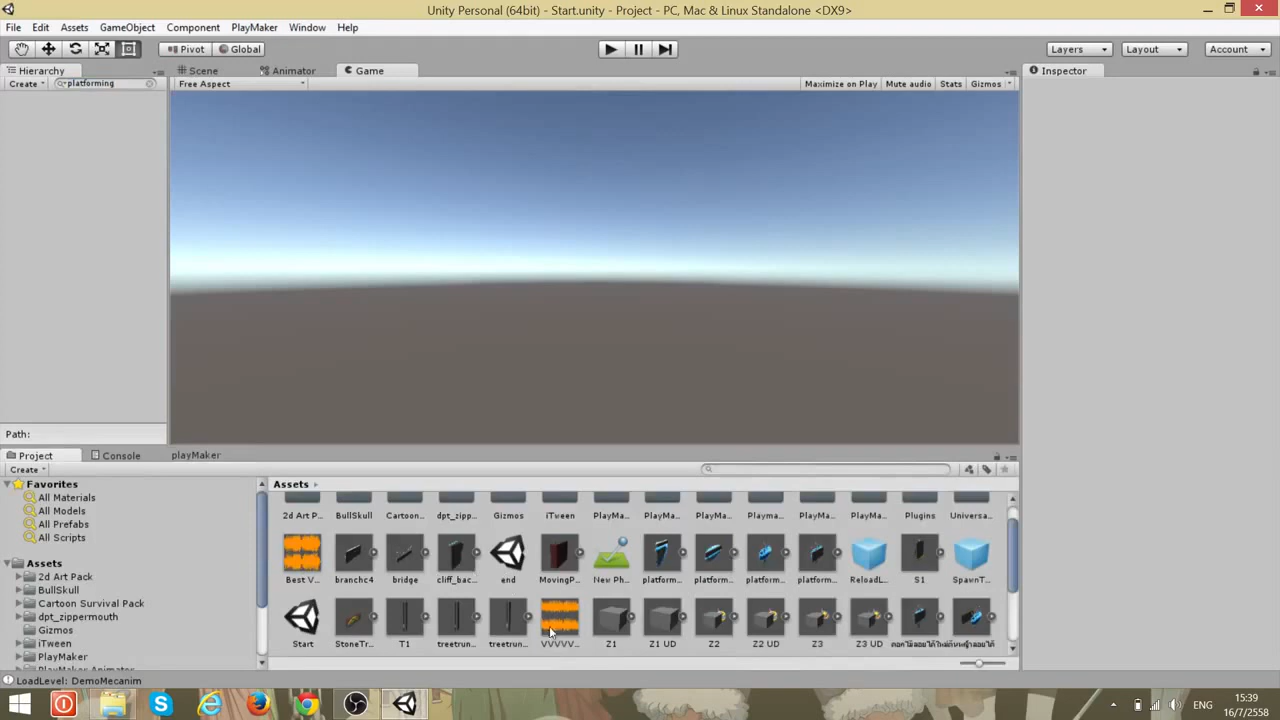 Unity Personal (64bit) - Start.unity - Project - PC, Mac & Linux Standalone <DX9>
File Edit Assets GameObject Component PlayMaker Window Help
Pivot Global Layers Layout Account
Hierarchy Scene Animator Game Inspector
Create platforming Free Aspect Maximize on Play Mute audio Stats Gizmos
Path:
Project Console playMaker
Create
Favorites
All Materials
All Models
All Prefabs
All Scripts
Assets
2d Art Pack
BullSkull
Cartoon Survival Pack
dpt_zippermouth
Gizmos
iTween
PlayMaker
PlayMaker Animator
Assets
2d Art P... BullSkull Cartoon... dpt_zipp... Gizmos iTween PlayMa... PlayMa... PlayMa... Playma... PlayMa... PlayMa... Plugins Universa...
Best V... branchc4 bridge cliff_bac... end MovingP... New Ph... platform... platform... platform... platform... ReloadL... S1 SpawnT...
Start StoneTr... T1 treetrun... treetrun... VVVVV... Z1 Z1 UD Z2 Z2 UD Z3 Z3 UD
LoadLevel: DemoMecanim
ENG
15:39
16/7/2558